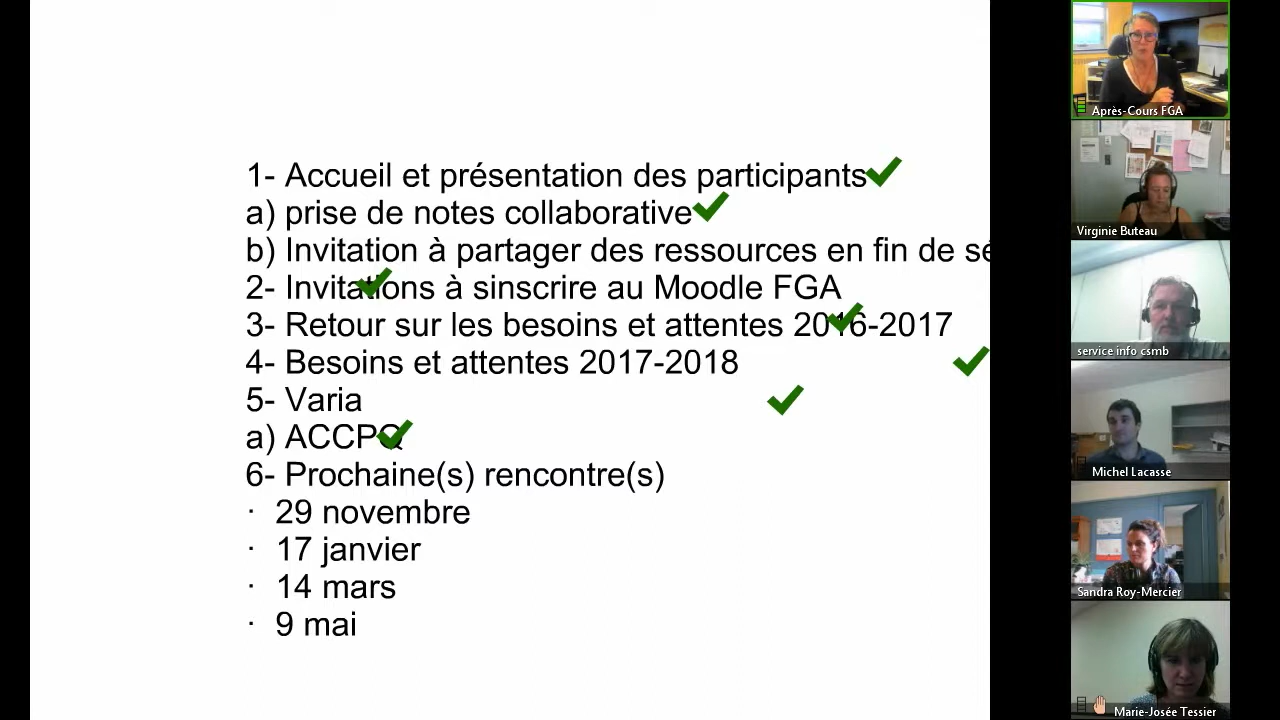 1- Accueil et présentation des participants
a) prise de notes collaborative
b) Invitation à partager des ressources en fin de sé
2- Invitations à sinscrire au Moodle FGA
3- Retour sur les besoins et attentes 2016-2017
4- Besoins et attentes 2017-2018
5- Varia
a) ACCPQ
6- Prochaine(s) rencontre(s)
· 29 novembre
· 17 janvier
· 14 mars
· 9 mai
Après-Cours FGA
Virginie Buteau
service info csmb
Michel Lacasse
Sandra Roy-Mercier
Marie-Josée Tessier